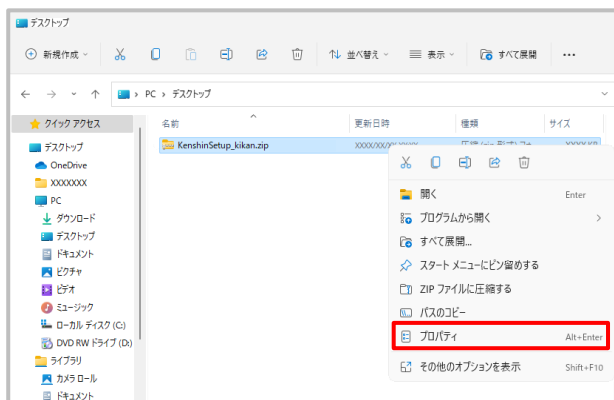 デスクトップ
新規作成
並べ替え
表示
すべて展開
PC > デスクトップ
クイック アクセス
名前
更新日時
種類
サイズ
デスクトップ
KenshinSetup_kikan.zip
OneDrive
XXXXXXX
開く Enter
PC
プログラムから開く
ダウンロード
すべて展開...
デスクトップ
スタート メニューにピン留めする
ドキュメント
ZIP ファイルに圧縮する
ピクチャ
パスのコピー
ビデオ
プロパティ Alt+Enter
ミュージック
その他のオプションを表示 Shift+F10
ローカル ディスク (C:)
DVD RW ドライブ (D:)
ライブラリ
カメラ ロール
ドキュメント